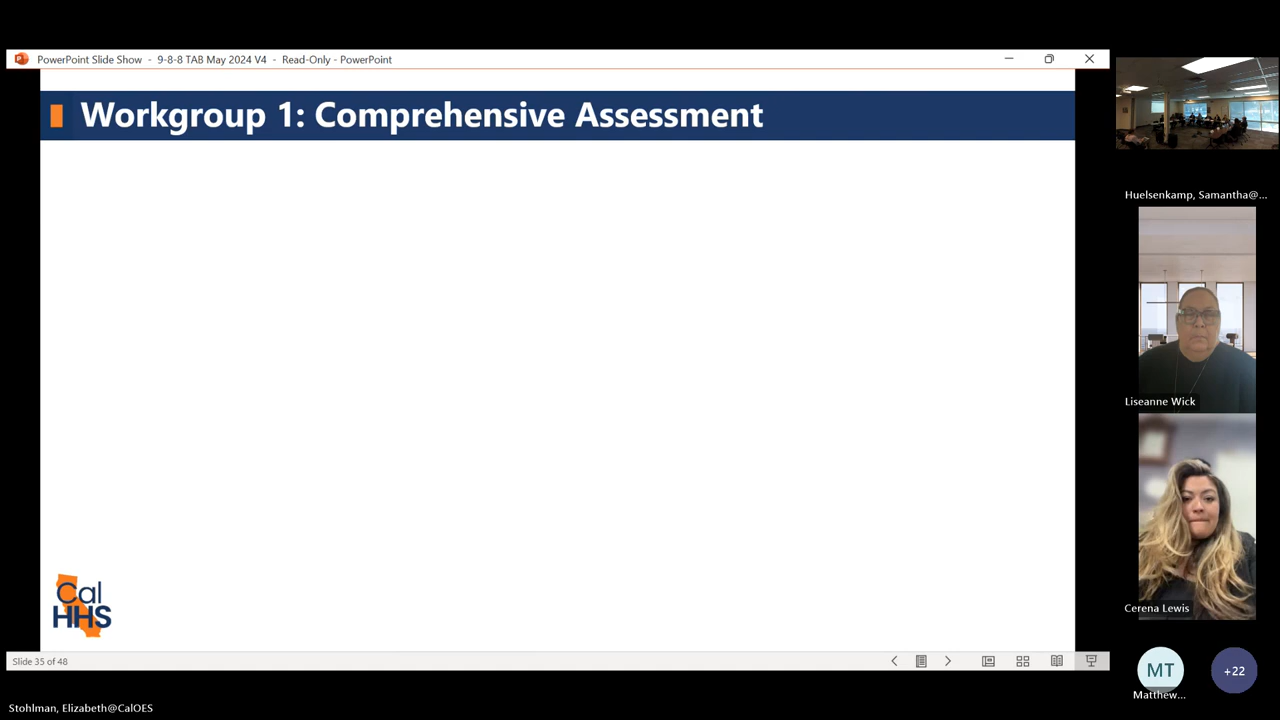 PowerPoint Slide Show - 9-8-8 TAB May 2024 V4 - Read-Only - PowerPoint
Workgroup 1: Comprehensive Assessment
Huelsenkamp, Samantha@...
Liseanne Wick
Cerena Lewis
Cal
HHS
Slide 35 of 48
MT
+22
Matthew...
Stohlman, Elizabeth@CalOES